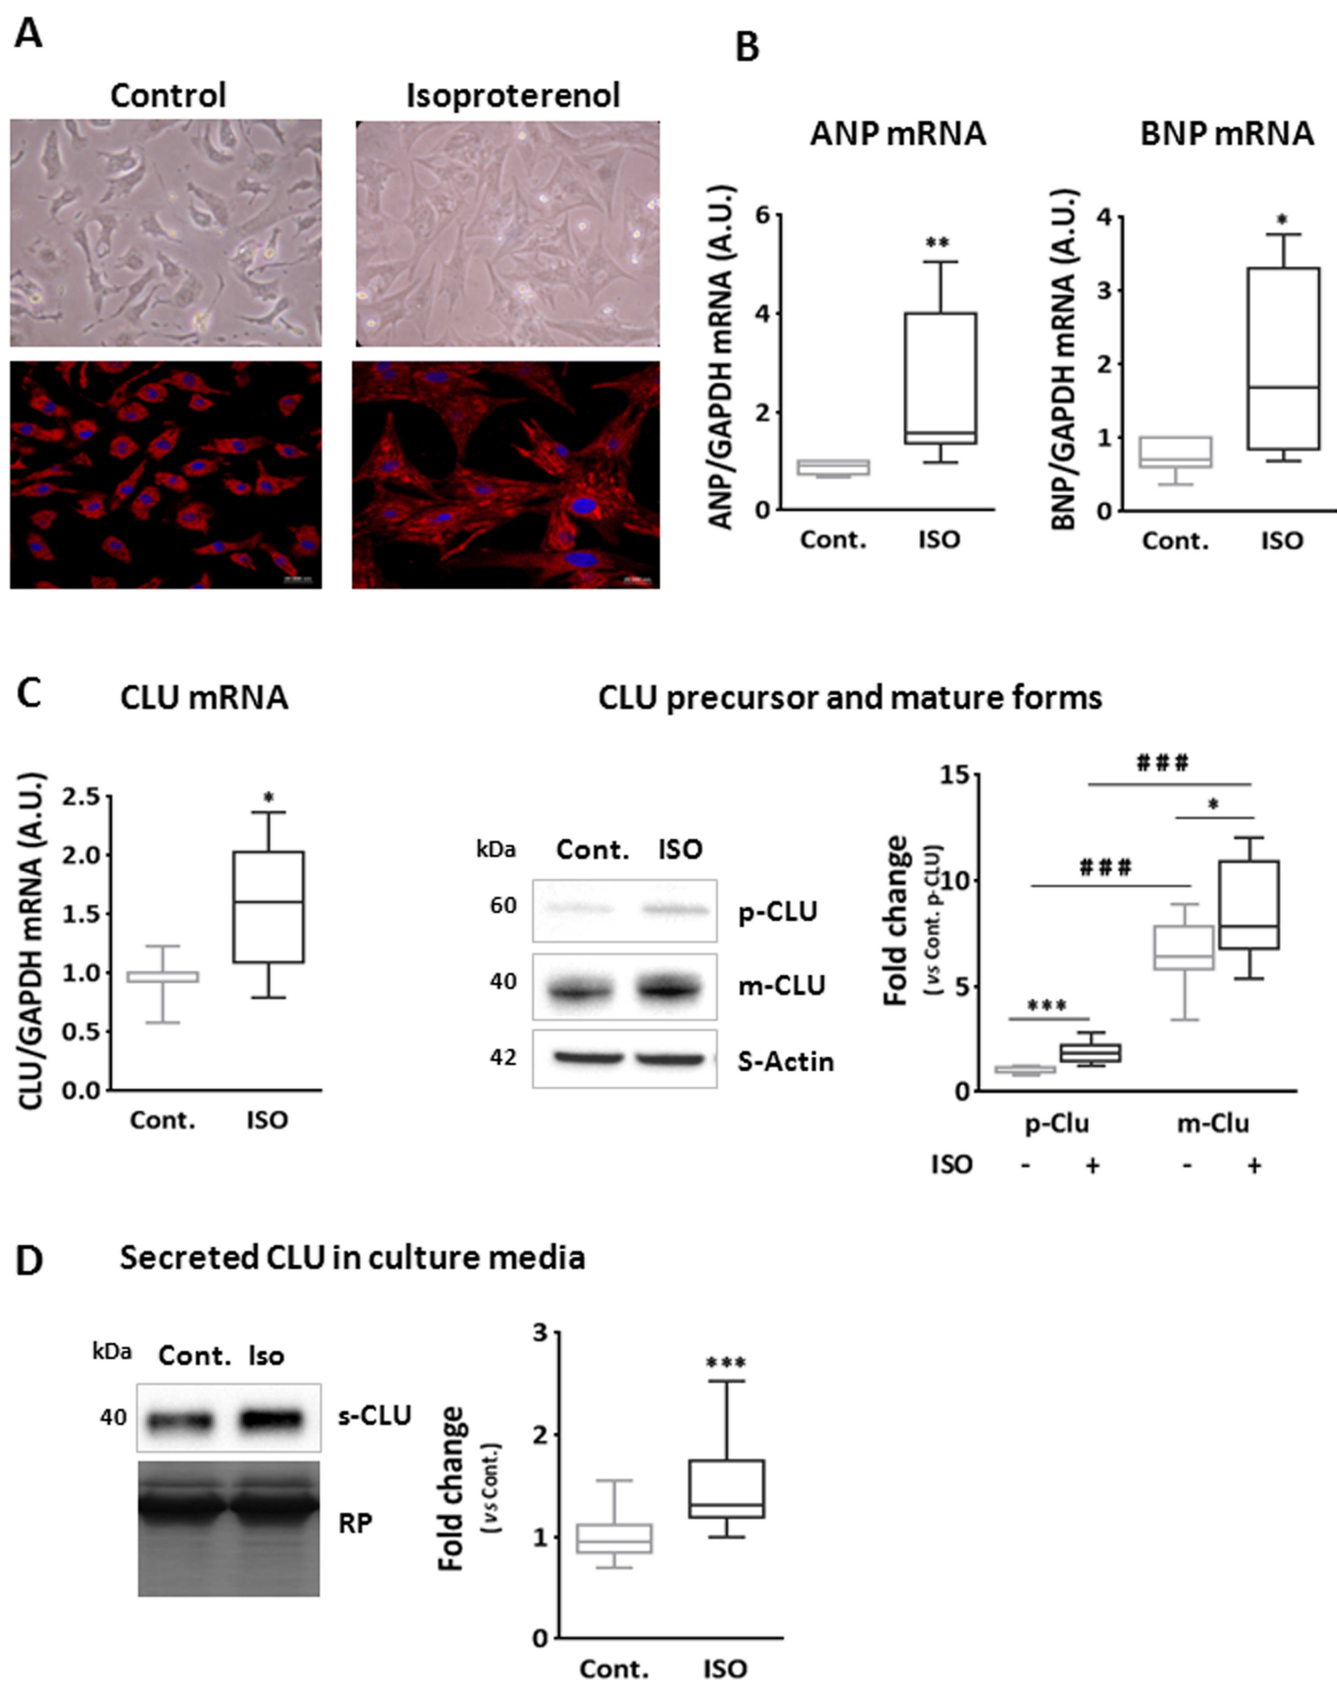 A
B
Control
Isoproterenol
ANP mRNA
BNP mRNA
ANP/GAPDH mRNA (A.U.)
6
4
2
0
**
Cont.
ISO
BNP/GAPDH mRNA (A.U.)
4
3
2
1
0
*
Cont.
ISO
C
CLU mRNA
CLU precursor and mature forms
CLU/GAPDH mRNA (A.U.)
2.5
2.0
1.5
1.0
0.5
0.0
*
Cont.
ISO
kDa
Cont.
ISO
60
p-CLU
40
m-CLU
42
S-Actin
Fold change
(vs Cont. p-CLU)
15
10
5
0
###
*
###
***
p-Clu
m-Clu
ISO
-
+
-
+
D
Secreted CLU in culture media
kDa
Cont.
Iso
40
s-CLU
RP
Fold change
(vs Cont.)
3
2
1
0
***
Cont.
ISO